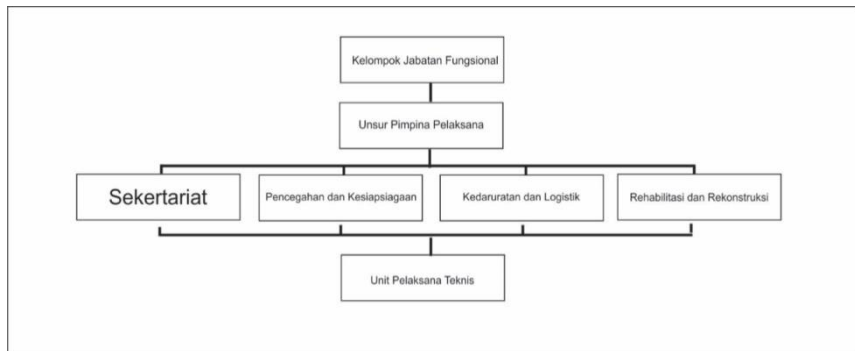 Kelompok Jabatan Fungsional
Unsur Pimpina Pelaksana
Sekertariat
Pencegahan dan Kesiapsiagaan
Kedaruratan dan Logistik
Rehabilitasi dan Rekonstruksi
Unit Pelaksana Teknis